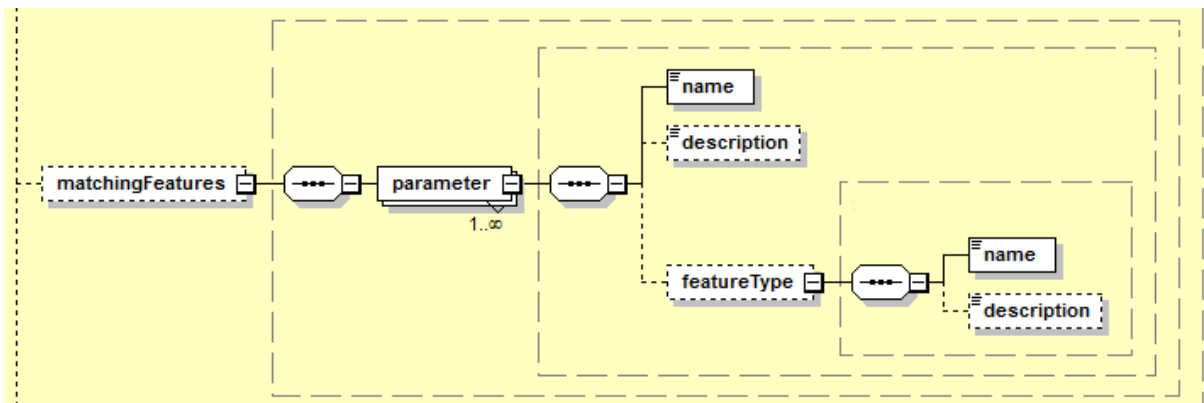 name
description
matchingFeatures
parameter
1..∞
name
featureType
description